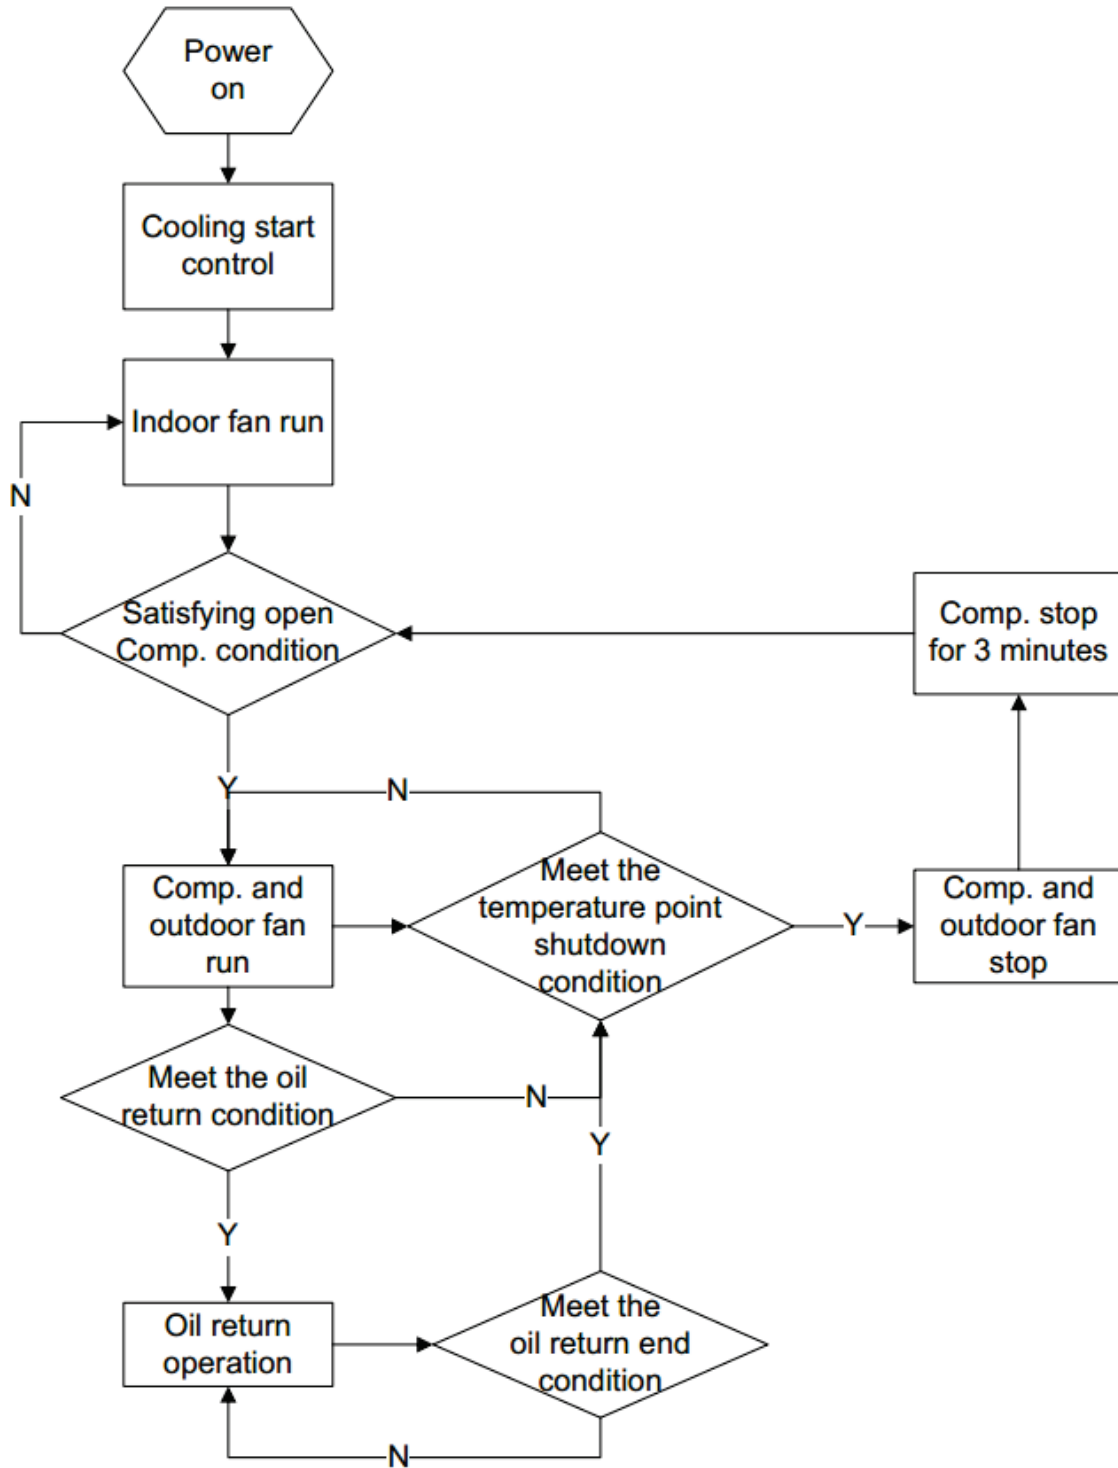 Power
on
Cooling start
control
Indoor fan run
N
Satisfying open
Comp. condition
Comp. stop
for 3 minutes
Y
N
Comp. and
outdoor fan
run
Meet the
temperature point
shutdown
condition
Y
Comp. and
outdoor fan
stop
Meet the oil
return condition
N
Y
Y
Oil return
operation
Meet the
oil return end
condition
N